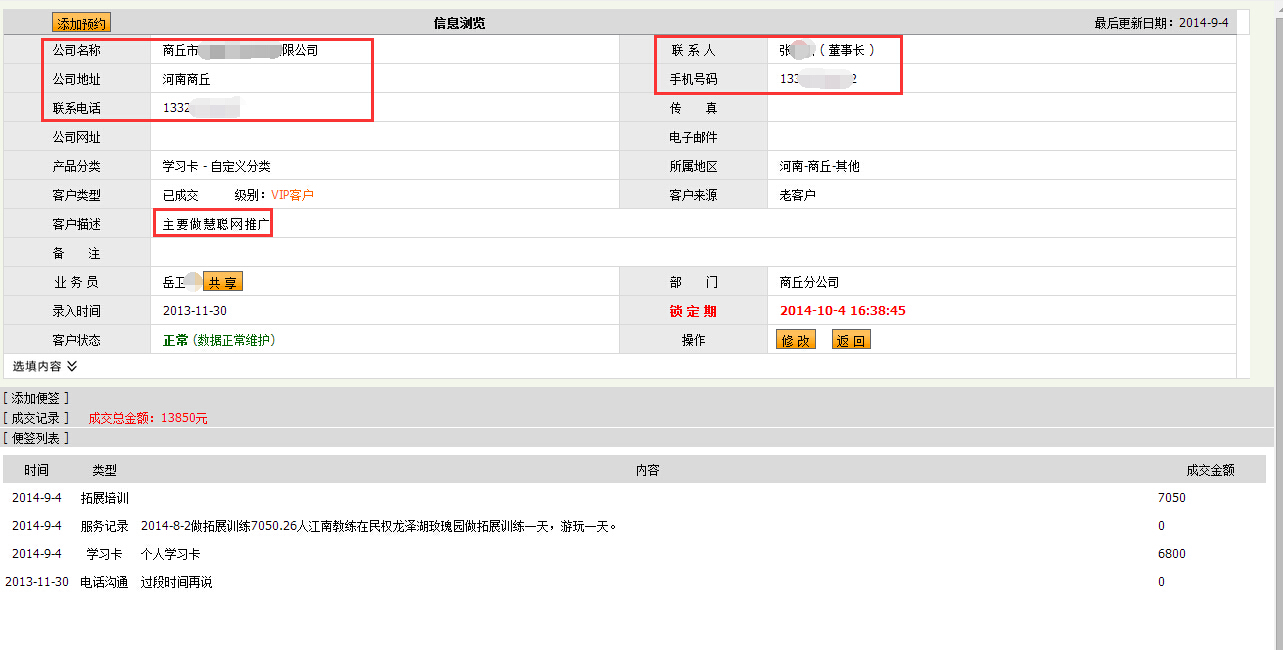 添加预约 信息浏览 最后更新日期：2014-9-4
公司名称 商丘市 限公司 联 系 人 张 （ 董事长 ）
公司地址 河南商丘 手机号码 133 2
联系电话 1332 传 真
公司网址 电子邮件
产品分类 学习卡 - 自定义分类 所属地区 河南-商丘-其他
客户类型 已成交 级别：VIP客户 客户来源 老客户
客户描述 主要做慧聪网推广
备 注
业 务 员 岳卫 共 享 部 门 商丘分公司
录入时间 2013-11-30 锁 定 期 2014-10-4 16:38:45
客户状态 正常 (数据正常维护) 操作 修 改 返 回
选填内容
[ 添加便签 ]
[ 成交记录 ] 成交总金额：13850元
[ 便签列表 ]
时间 类型 内容 成交金额
2014-9-4 拓展培训 7050
2014-9-4 服务记录 2014-8-2做拓展训练7050.26人江南教练在民权龙泽湖玫瑰园做拓展训练一天，游玩一天。 0
2014-9-4 学习卡 个人学习卡 6800
2013-11-30 电话沟通 过段时间再说 0